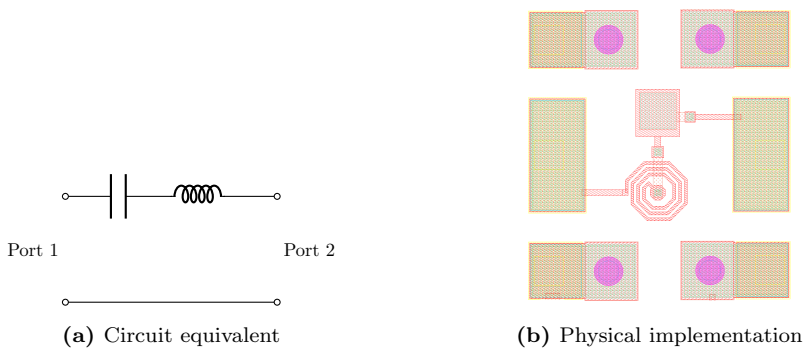 Port 1
Port 2
(a) Circuit equivalent
(b) Physical implementation